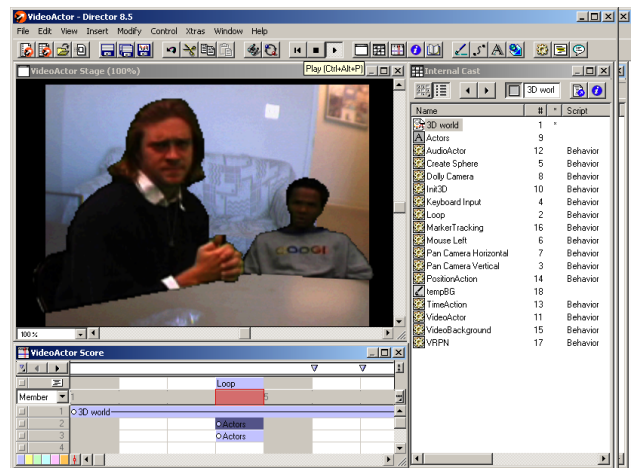 VideoActor - Director 8.5
File Edit View Insert Modify Control Xtras Window Help
Play (Ctrl+Alt+P)
VideoActor Stage (100%)
GOOGI
100 %
Internal Cast
3D worl
Name # * Script
3D world 1 *
Actors 9
AudioActor 12 Behavior
Create Sphere 5 Behavior
Dolly Camera 8 Behavior
Init3D 10 Behavior
Keyboard Input 4 Behavior
Loop 2 Behavior
MarkerTracking 16 Behavior
Mouse Left 6 Behavior
Pan Camera Horizontal 7 Behavior
Pan Camera Vertical 3 Behavior
PositionAction 14 Behavior
tempBG 18
TimeAction 13 Behavior
VideoActor 11 Behavior
VideoBackground 15 Behavior
VRPN 17 Behavior
VideoActor Score
Loop
Member 1 5
1 3D world
2 Actors
3 Actors
4